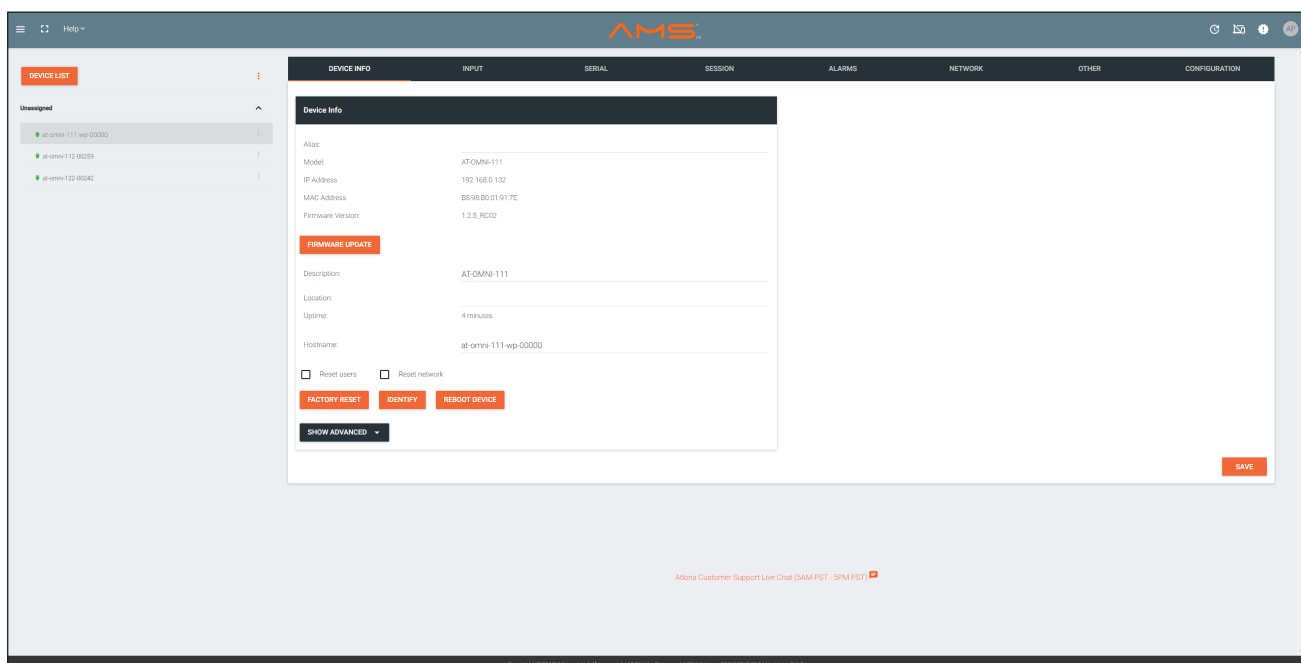 Help
AMS
AP
DEVICE LIST
Unassigned
at-omni-111-wp-00000
at-omni-112-00259
at-omni-122-00242
DEVICE INFO INPUT SERIAL SESSION ALARMS NETWORK OTHER CONFIGURATION
Device Info
Alias:
Model: AT-OMNI-111
IP Address 192.168.0.132
MAC Address B8:98:B0:01:91:7E
Firmware Version: 1.2.5_RC02
FIRMWARE UPDATE
Description: AT-OMNI-111
Location:
Uptime: 4 minutes
Hostname: at-omni-111-wp-00000
Reset users Reset network
FACTORY RESET IDENTIFY REBOOT DEVICE
SHOW ADVANCED
SAVE
Atlona Customer Support Live Chat (5AM PST - 5PM PST)